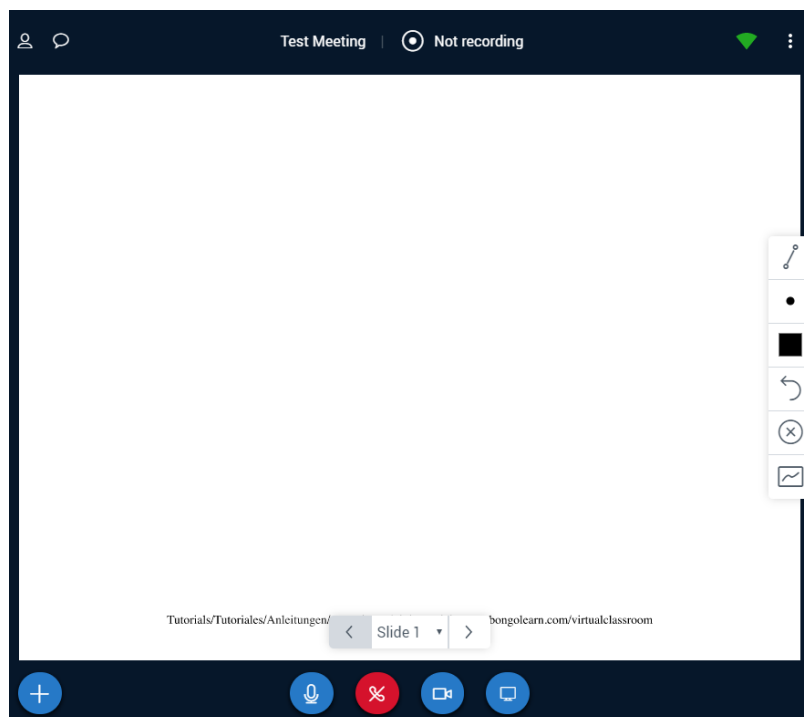 Test Meeting
Not recording
Tutorials/Tutoriales/Anleitungen/ bongolearn.com/virtualclassroom
Slide 1